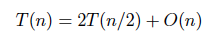 T(n) = 2T(n/2) + O(n)